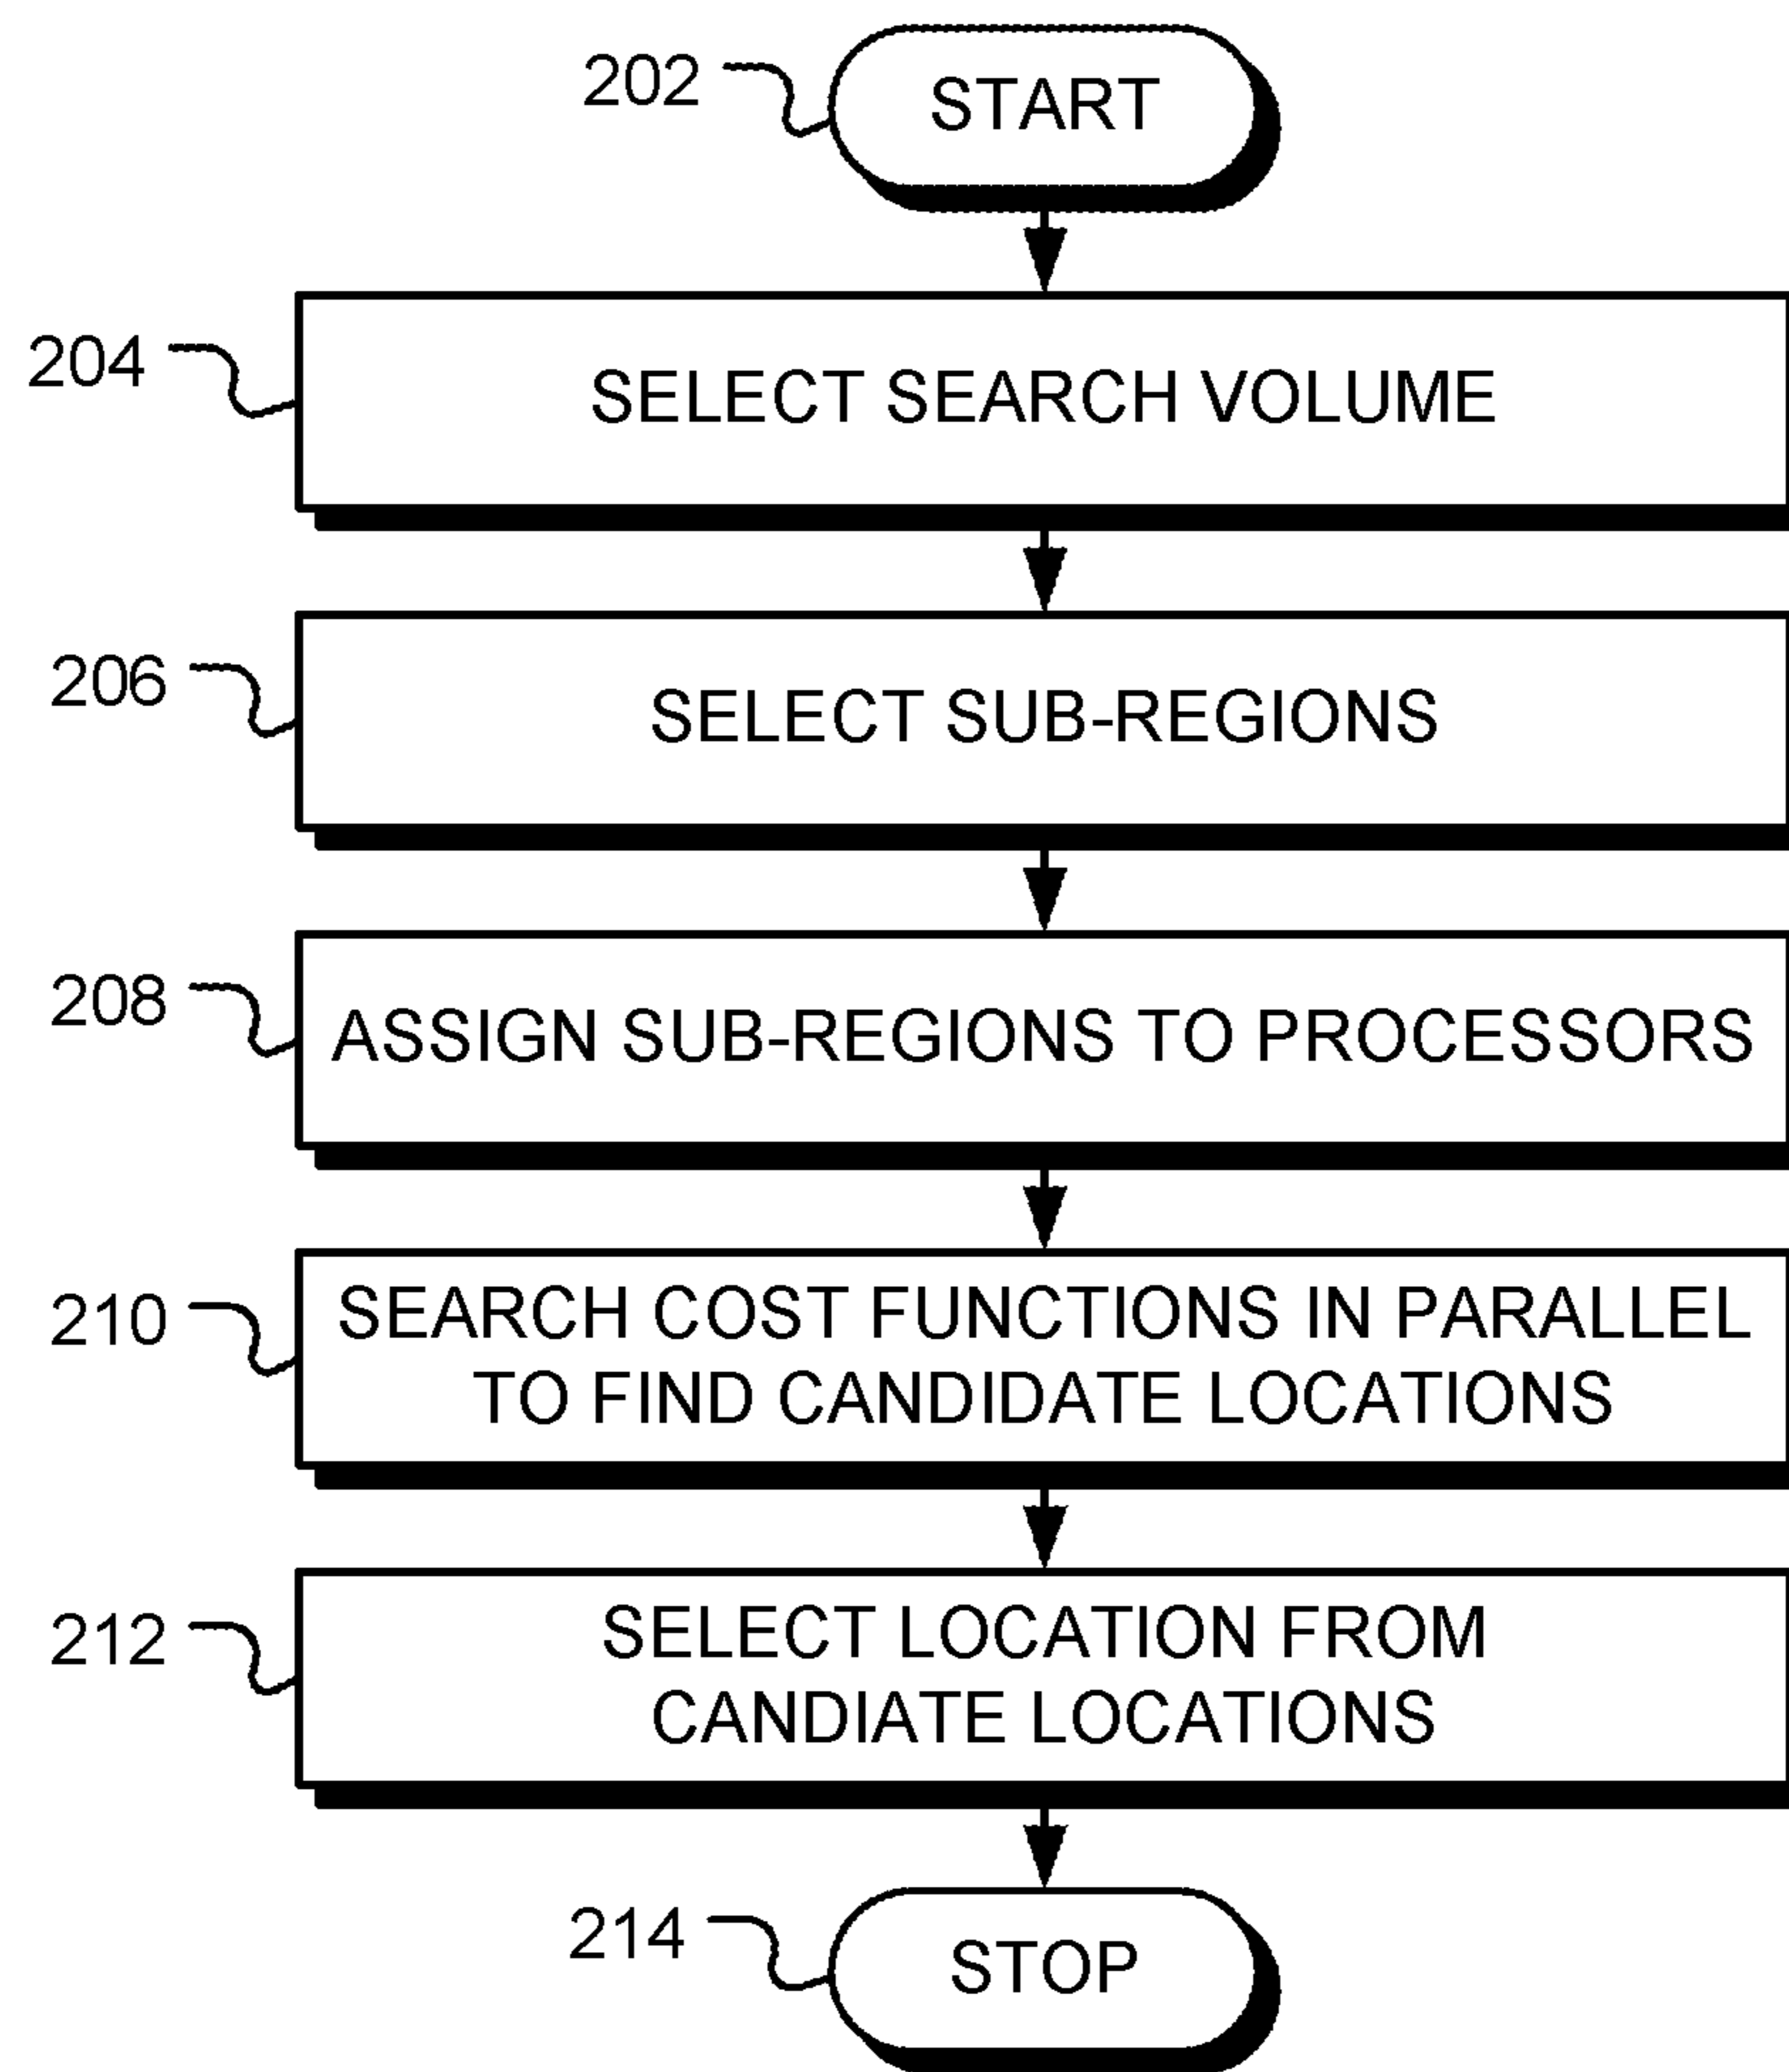 202
START
204
SELECT SEARCH VOLUME
206
SELECT SUB-REGIONS
208
ASSIGN SUB-REGIONS TO PROCESSORS
210
SEARCH COST FUNCTIONS IN PARALLEL
TO FIND CANDIDATE LOCATIONS
212
SELECT LOCATION FROM
CANDIATE LOCATIONS
214
STOP